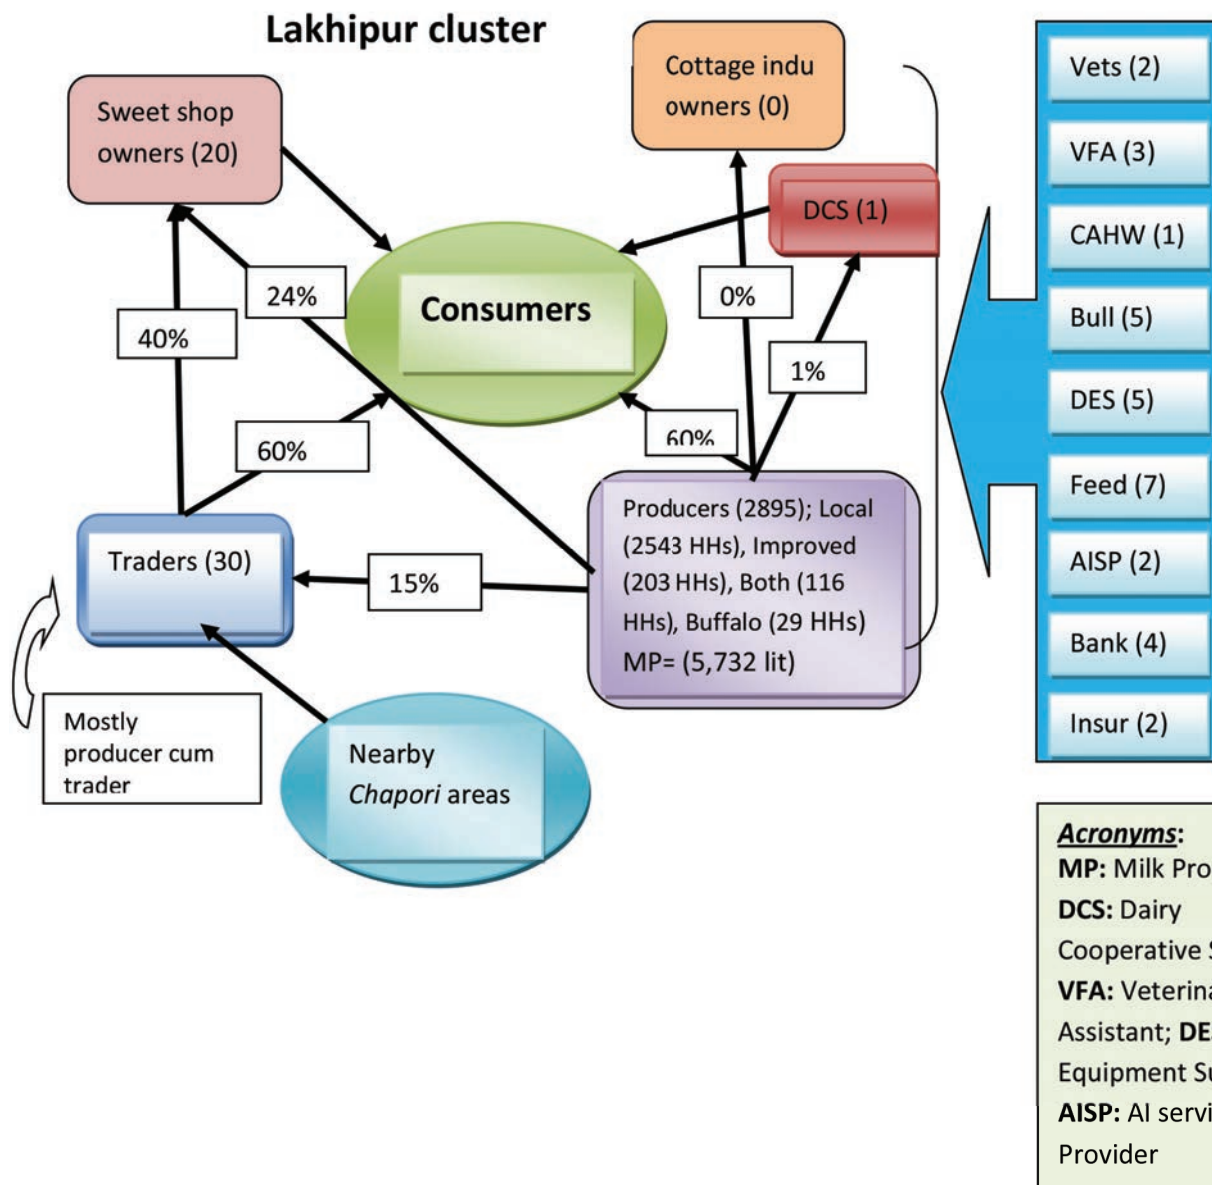 Lakhipur cluster
Sweet shop
owners (20)
Cottage indu
owners (0)
DCS (1)
Consumers
24%
40%
60%
0%
1%
60%
15%
Traders (30)
Producers (2895); Local
(2543 HHs), Improved
(203 HHs), Both (116
HHs), Buffalo (29 HHs)
MP= (5,732 lit)
Mostly
producer cum
trader
Nearby
Chapori areas
Vets (2)
VFA (3)
CAHW (1)
Bull (5)
DES (5)
Feed (7)
AISP (2)
Bank (4)
Insur (2)
Acronyms:
MP: Milk Pro
DCS: Dairy
Cooperative
VFA: Veterina
Assistant; DE
Equipment Su
AISP: AI servi
Provider